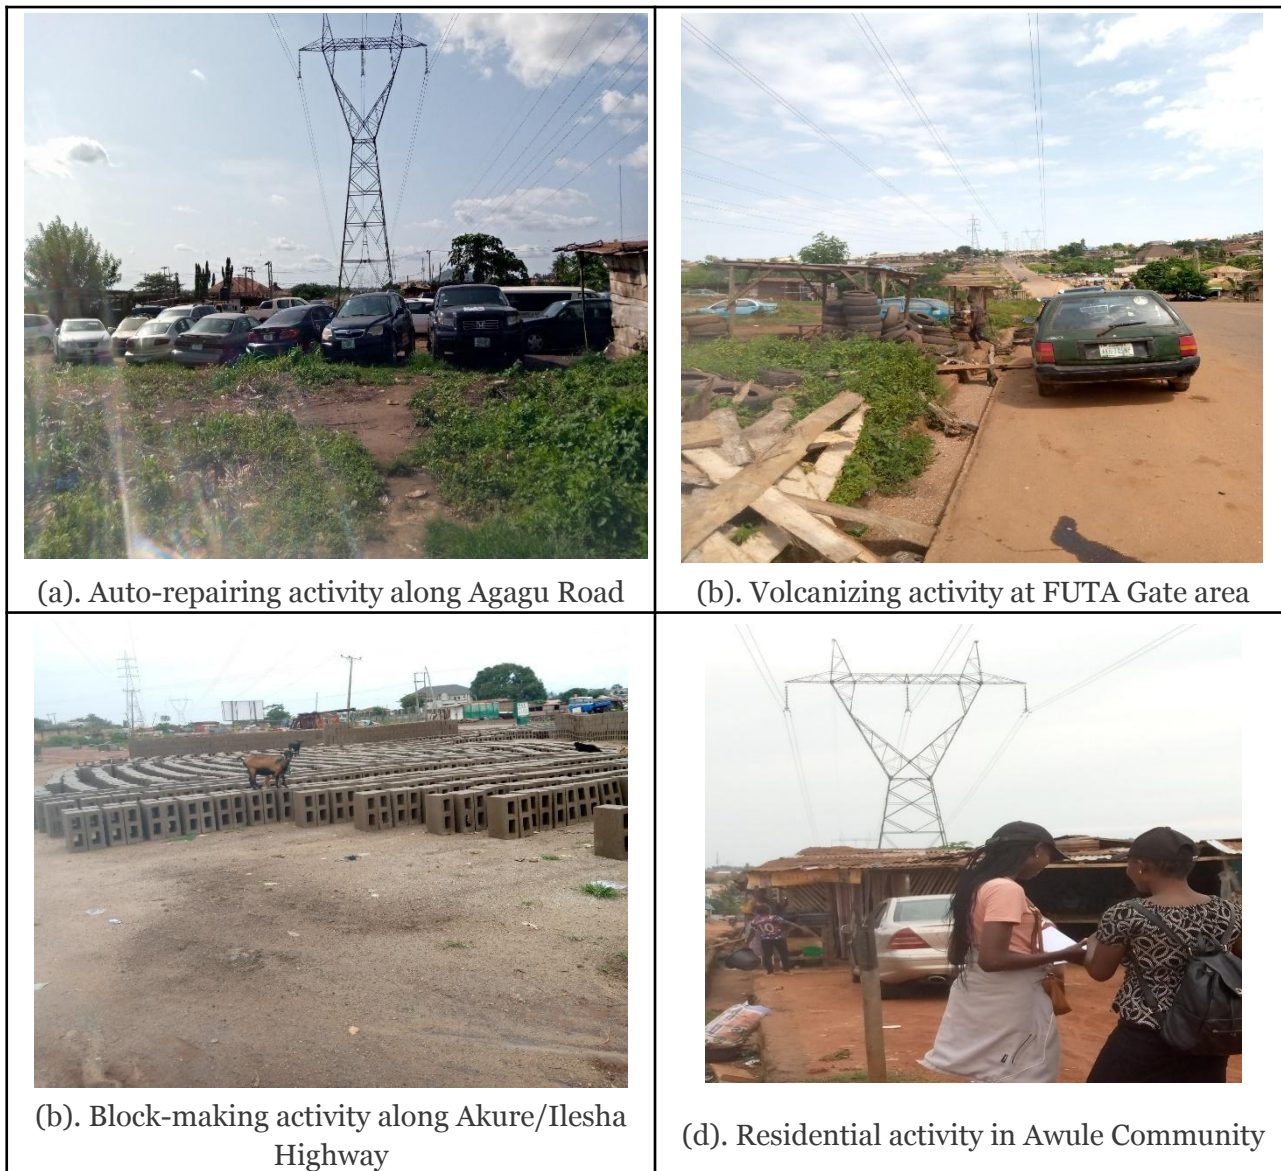 (a). Auto-repairing activity along Agagu Road
(b). Volcanizing activity at FUTA Gate area
(b). Block-making activity along Akure/Ilesha
Highway
(d). Residential activity in Awule Community